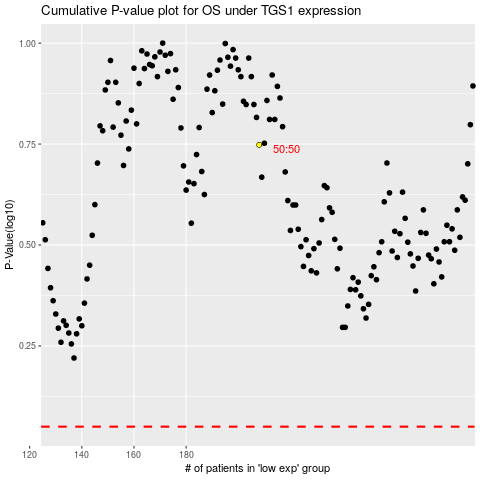 Cumulative P-value plot for OS under TGS1 expression
P-Value(log10)
1.00
0.75
0.50
0.25
50:50
120 140 160 180
# of patients in 'low exp' group